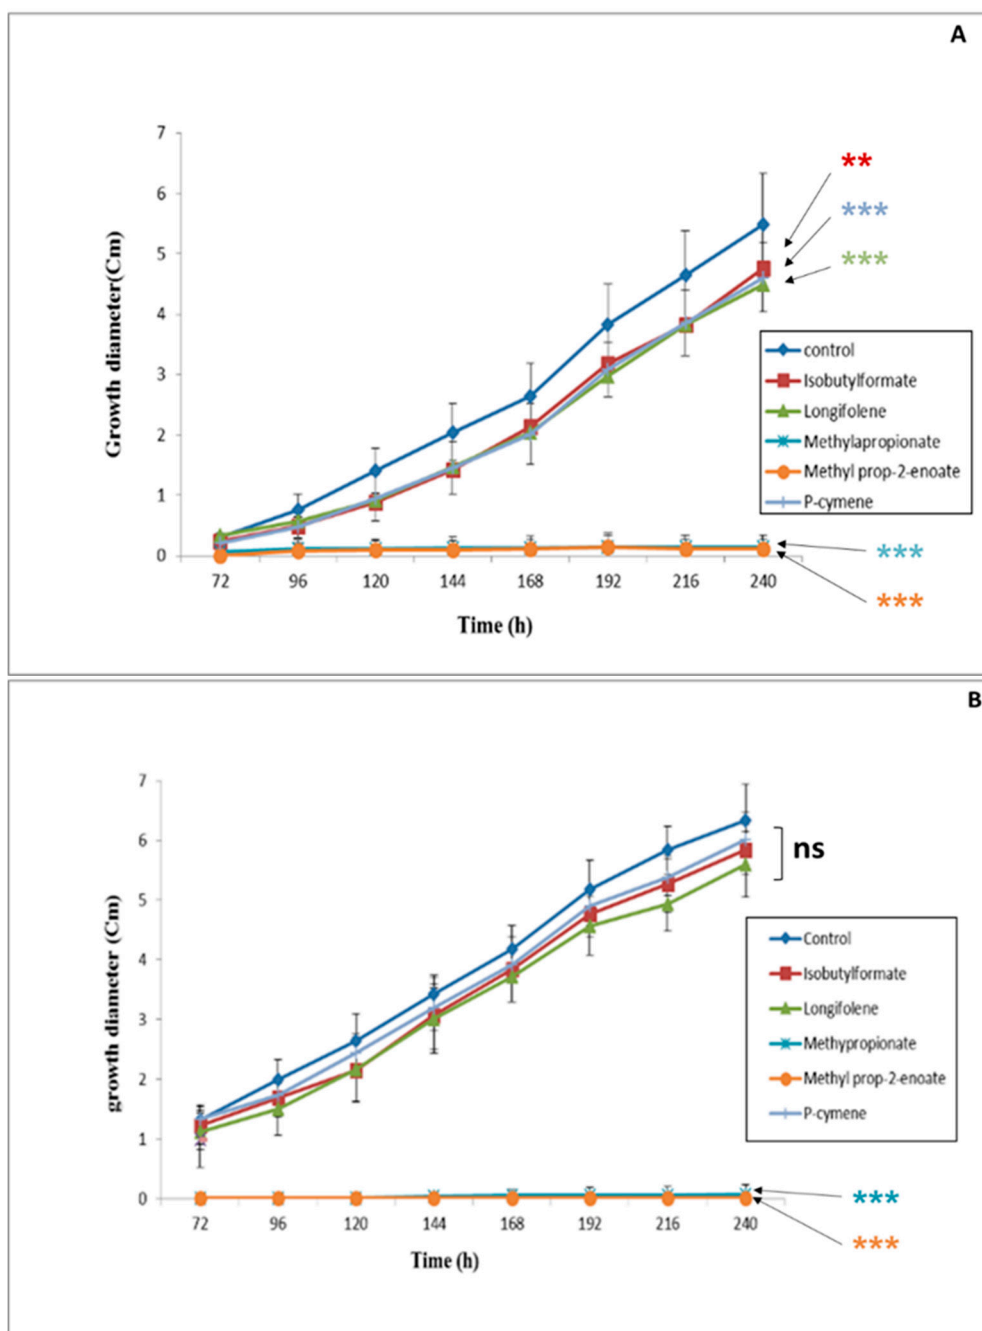 A
7
6
5
4
3
2
1
0
Growth diameter(Cm)
72 96 120 144 168 192 216 240
Time (h)
**
***
***
control
Isobutylformate
Longifolene
Methylapropionate
Methyl prop-2-enoate
P-cymene
***
***
B
7
6
5
4
3
2
1
0
growth diameter (Cm)
72 96 120 144 168 192 216 240
Time (h)
ns
Control
Isobutylformate
Longifolene
Methypropionate
Methyl prop-2-enoate
P-cymene
***
***